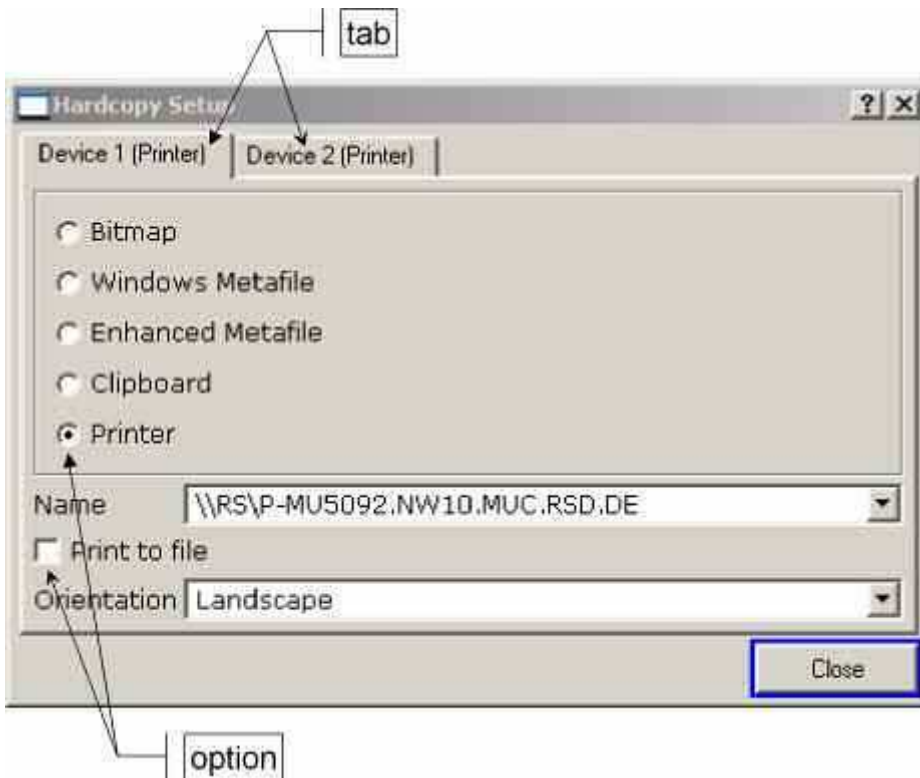 tab
Hardcopy Setup
Device 1 (Printer)
Device 2 (Printer)
Bitmap
Windows Metafile
Enhanced Metafile
Clipboard
Printer
Name \\RS\P-MU5092.NW10.MUC.RSD.DE
Print to file
Orientation Landscape
Close
option